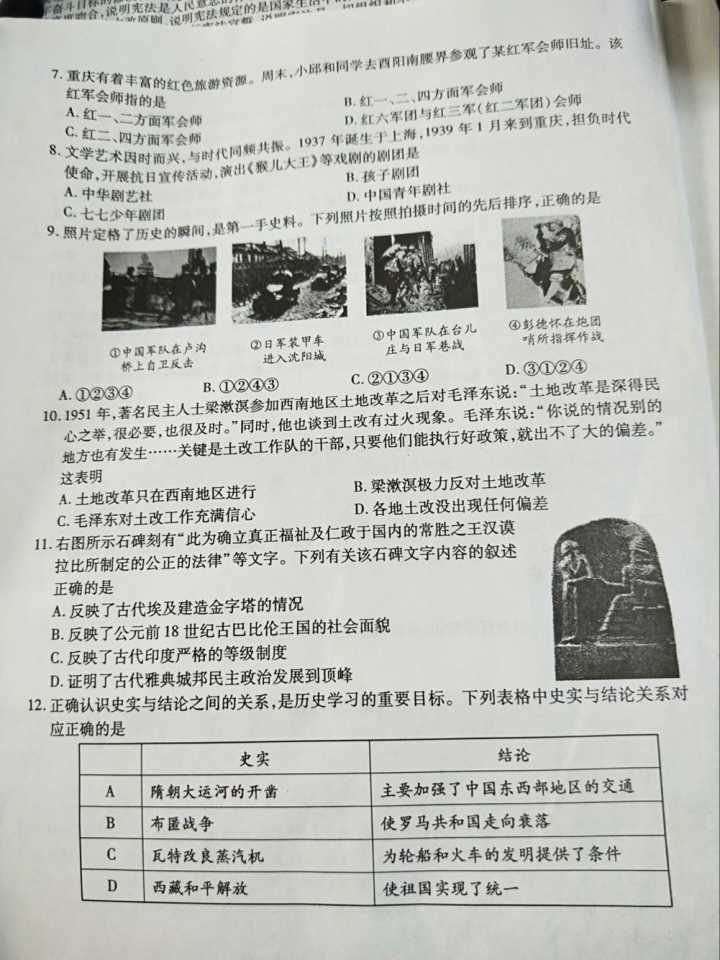 7. 重庆有着丰富的红色旅游资源。周末,小邱和同学去酉阳南腰界参观了某红军会师旧址。该
红军会师指的是
A. 红一、二方面军会师
B. 红一、二、四方面军会师
C. 红二、四方面军会师
D. 红六军团与红三军(红二军团)会师
8. 文学艺术因时而兴,与时代同频共振。1937 年诞生于上海,1939 年 1 月来到重庆,担负时代
使命,开展抗日宣传活动,演出《猴儿大王》等戏剧的剧团是
A. 中华剧艺社
B. 孩子剧团
C. 七七少年剧团
D. 中国青年剧社
9. 照片定格了历史的瞬间,是第一手史料。下列照片按照拍摄时间的先后排序,正确的是
①中国军队在卢沟
桥上自卫反击
②日军装甲车
进入沈阳城
③中国军队在台儿
庄与日军巷战
④彭德怀在炮团
哨所指挥作战
A. ①②③④
B. ①②④③
C. ②①③④
D. ③①②④
10. 1951 年,著名民主人士梁漱溟参加西南地区土地改革之后对毛泽东说:“土地改革是深得民
心之举,很必要,也很及时。”同时,他也谈到土改有过火现象。毛泽东说:“你说的情况别的
地方也有发生……关键是土改工作队的干部,只要他们能执行好政策,就出不了大的偏差。”
这表明
A. 土地改革只在西南地区进行
B. 梁漱溟极力反对土地改革
C. 毛泽东对土改工作充满信心
D. 各地土改没出现任何偏差
11. 右图所示石碑刻有“此为确立真正福祉及仁政于国内的常胜之王汉谟
拉比所制定的公正的法律”等文字。下列有关该石碑文字内容的叙述
正确的是
A. 反映了古代埃及建造金字塔的情况
B. 反映了公元前 18 世纪古巴比伦王国的社会面貌
C. 反映了古代印度严格的等级制度
D. 证明了古代雅典城邦民主政治发展到顶峰
12. 正确认识史实与结论之间的关系,是历史学习的重要目标。下列表格中史实与结论关系对
应正确的是
史实 结论
A 隋朝大运河的开凿 主要加强了中国东西部地区的交通
B 布匿战争 使罗马共和国走向衰落
C 瓦特改良蒸汽机 为轮船和火车的发明提供了条件
D 西藏和平解放 使祖国实现了统一